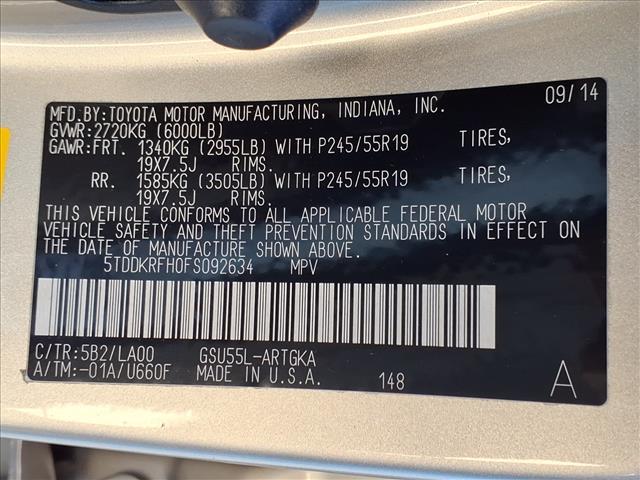 MFD.BY:TOYOTA MOTOR MANUFACTURING, INDIANA, INC. 09/14
GVWR:2720KG (6000LB)
GAWR:FRT. 1340KG (2955LB) WITH P245/55R19 TIRES,
19X7.5J RIMS.
RR. 1585KG (3505LB) WITH P245/55R19 TIRES,
19X7.5J RIMS.
THIS VEHICLE CONFORMS TO ALL APPLICABLE FEDERAL MOTOR
VEHICLE SAFETY AND THEFT PREVENTION STANDARDS IN EFFECT ON
THE DATE OF MANUFACTURE SHOWN ABOVE.
5TDDKRFH0FS092634 MPV
C/TR:5B2/LA00 GSU55L-ARTGKA
A/TM:-01A/U660F MADE IN U.S.A. 148 A